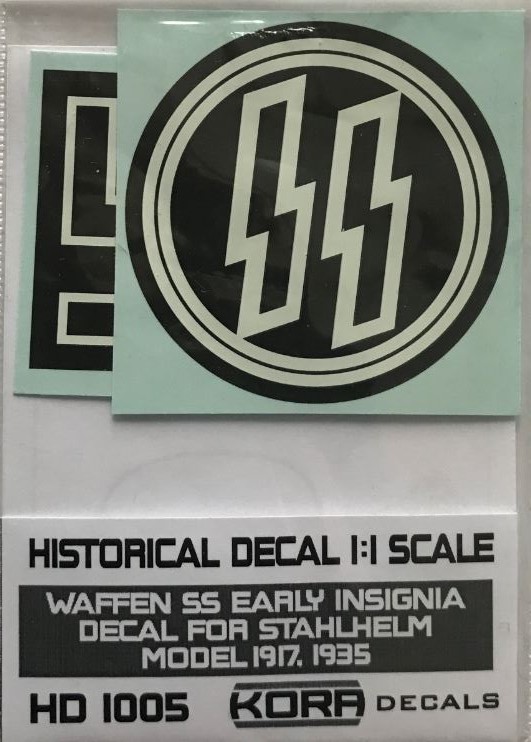 SS
HISTORICAL DECAL 1:1 SCALE
WAFFEN SS EARLY INSIGNIA
DECAL FOR STAHLHELM
MODEL 1917, 1935
HD 1005 KORA DECALS